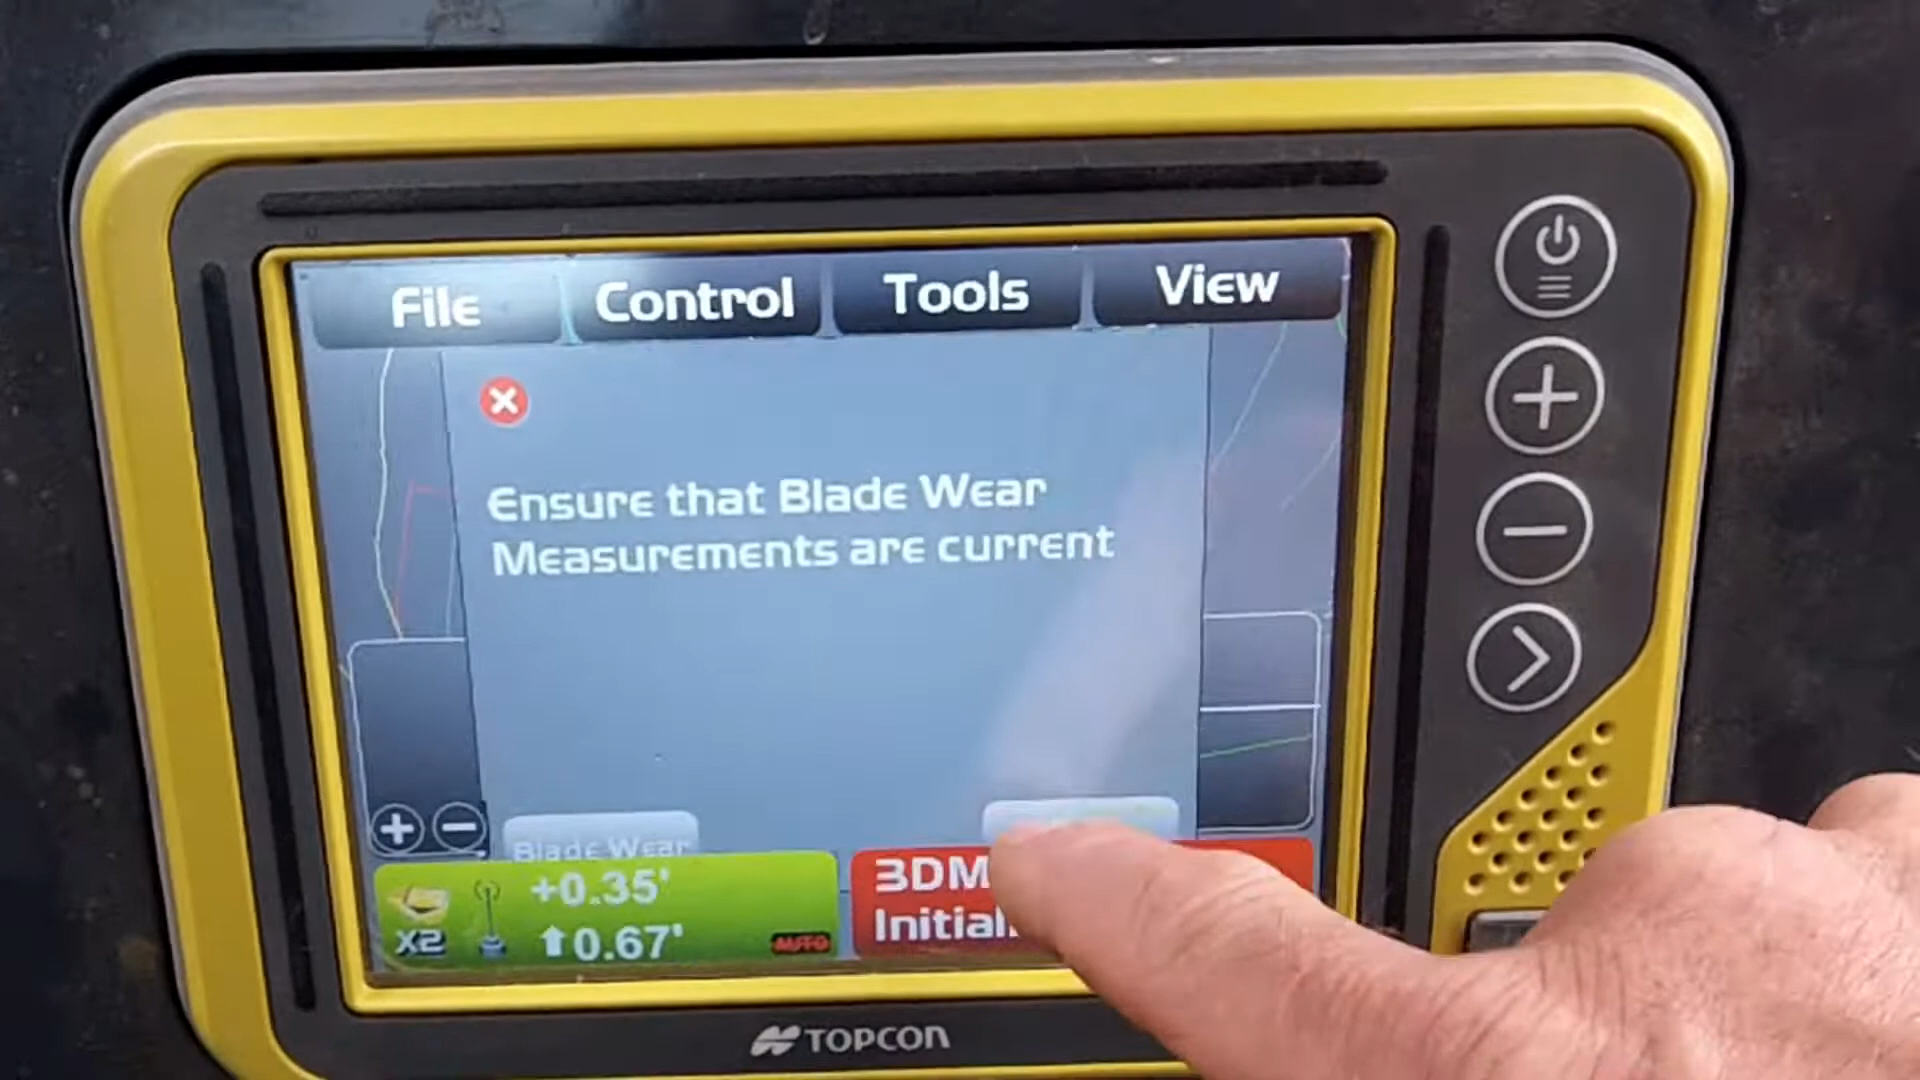 File
Control
Tools
View
Ensure that Blade Wear
Measurements are current
Blade Wear
+0.35'
0.67'
X2
AUTO
3DM
Initial
TOPCON